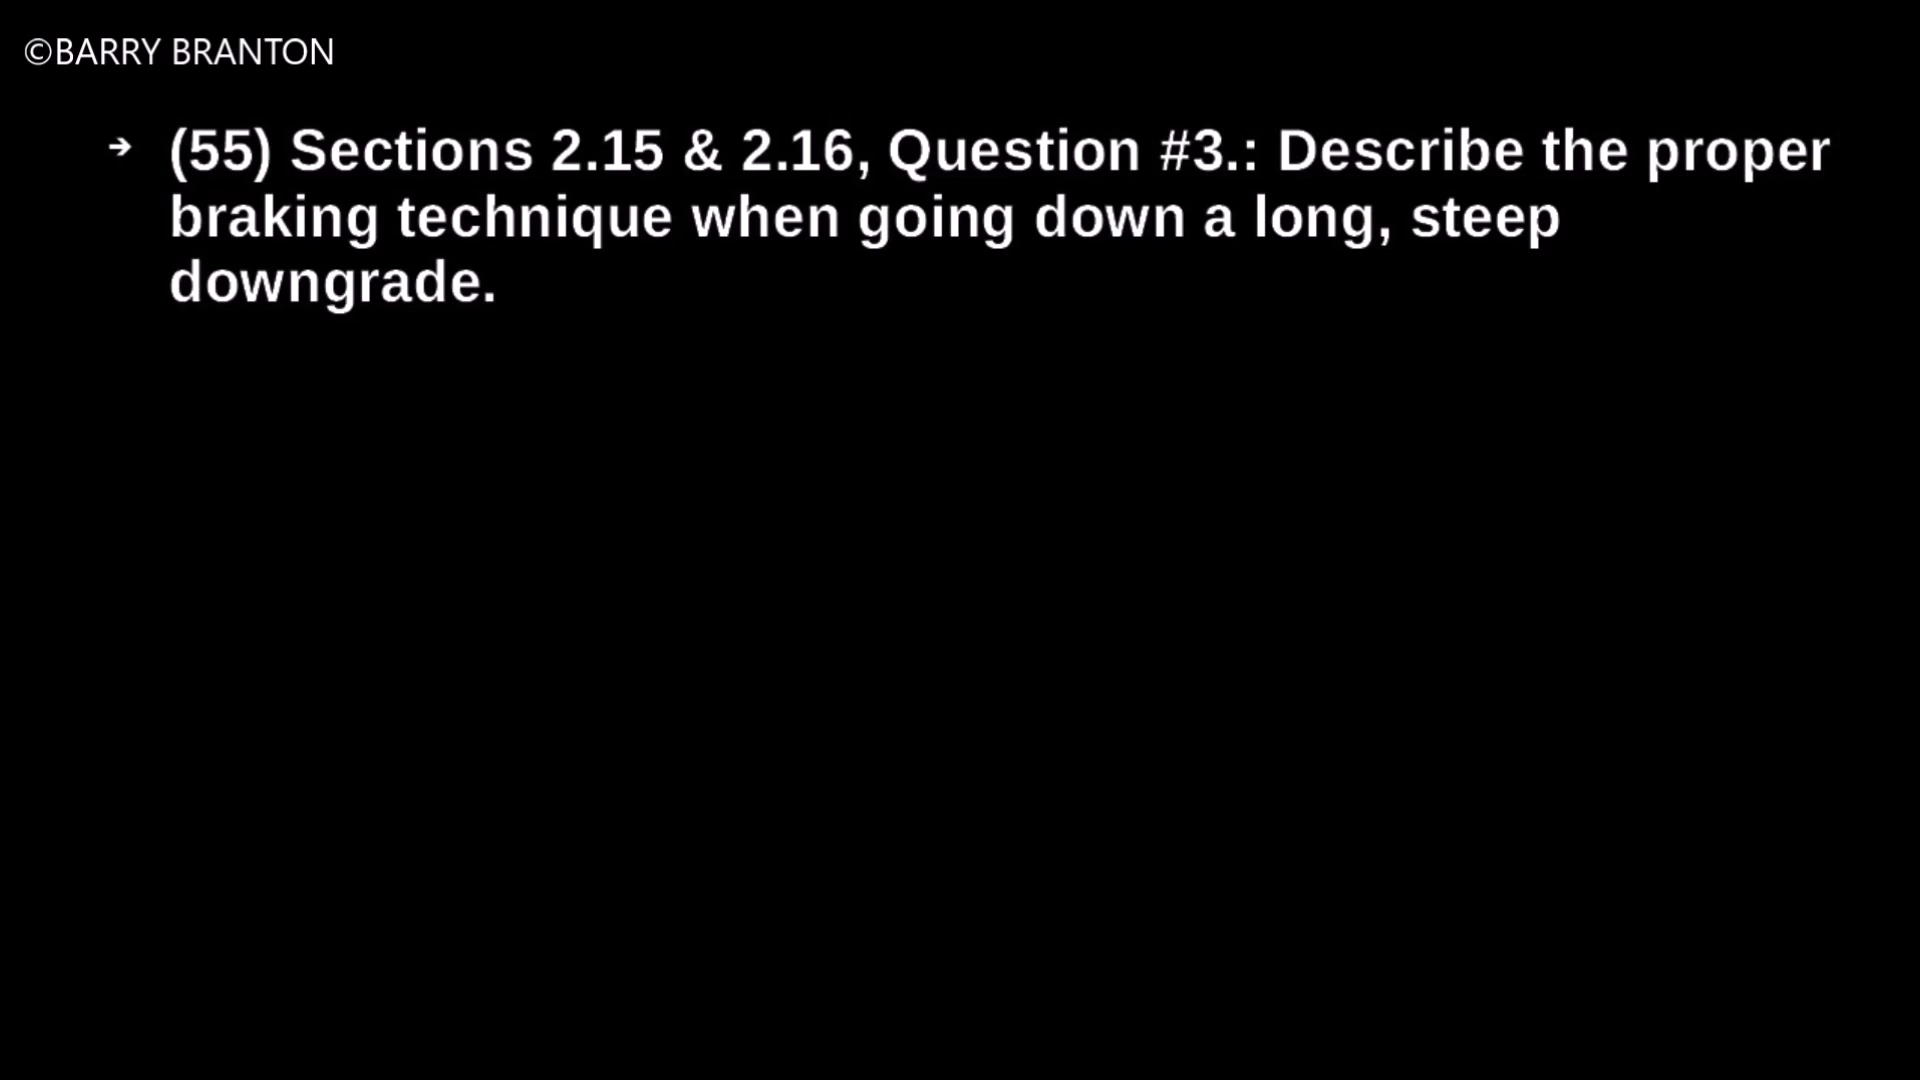 ©BARRY BRANTON
➔ (55) Sections 2.15 & 2.16, Question #3.: Describe the proper
braking technique when going down a long, steep
downgrade.